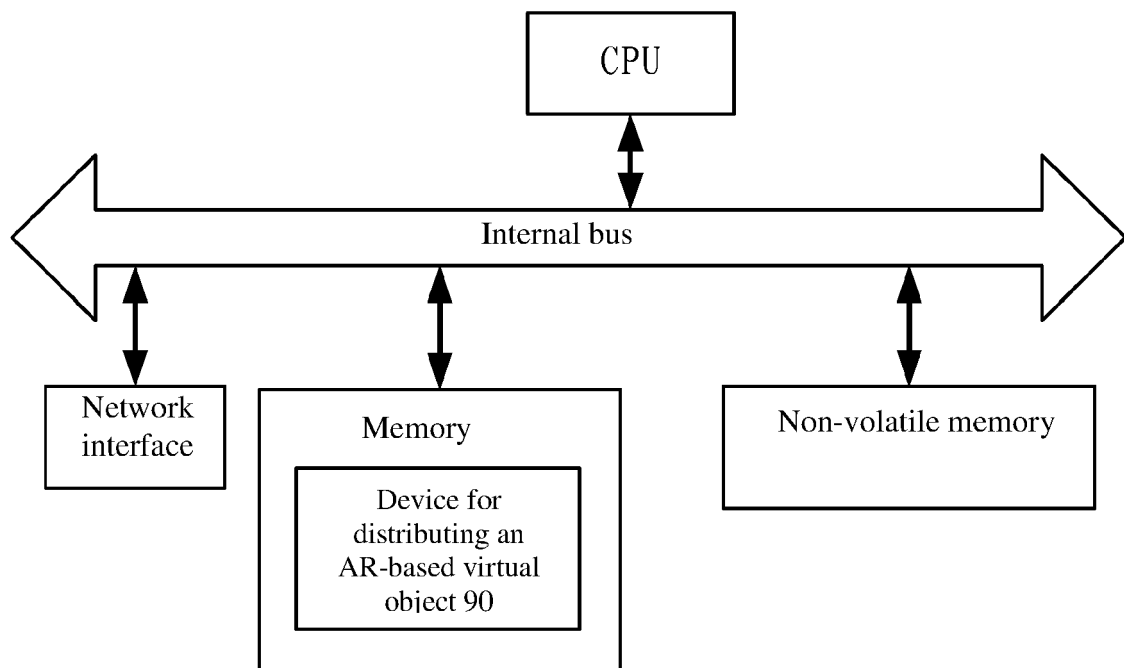 CPU
Internal bus
Network
interface
Memory
Device for
distributing an
AR-based virtual
object 90
Non-volatile memory